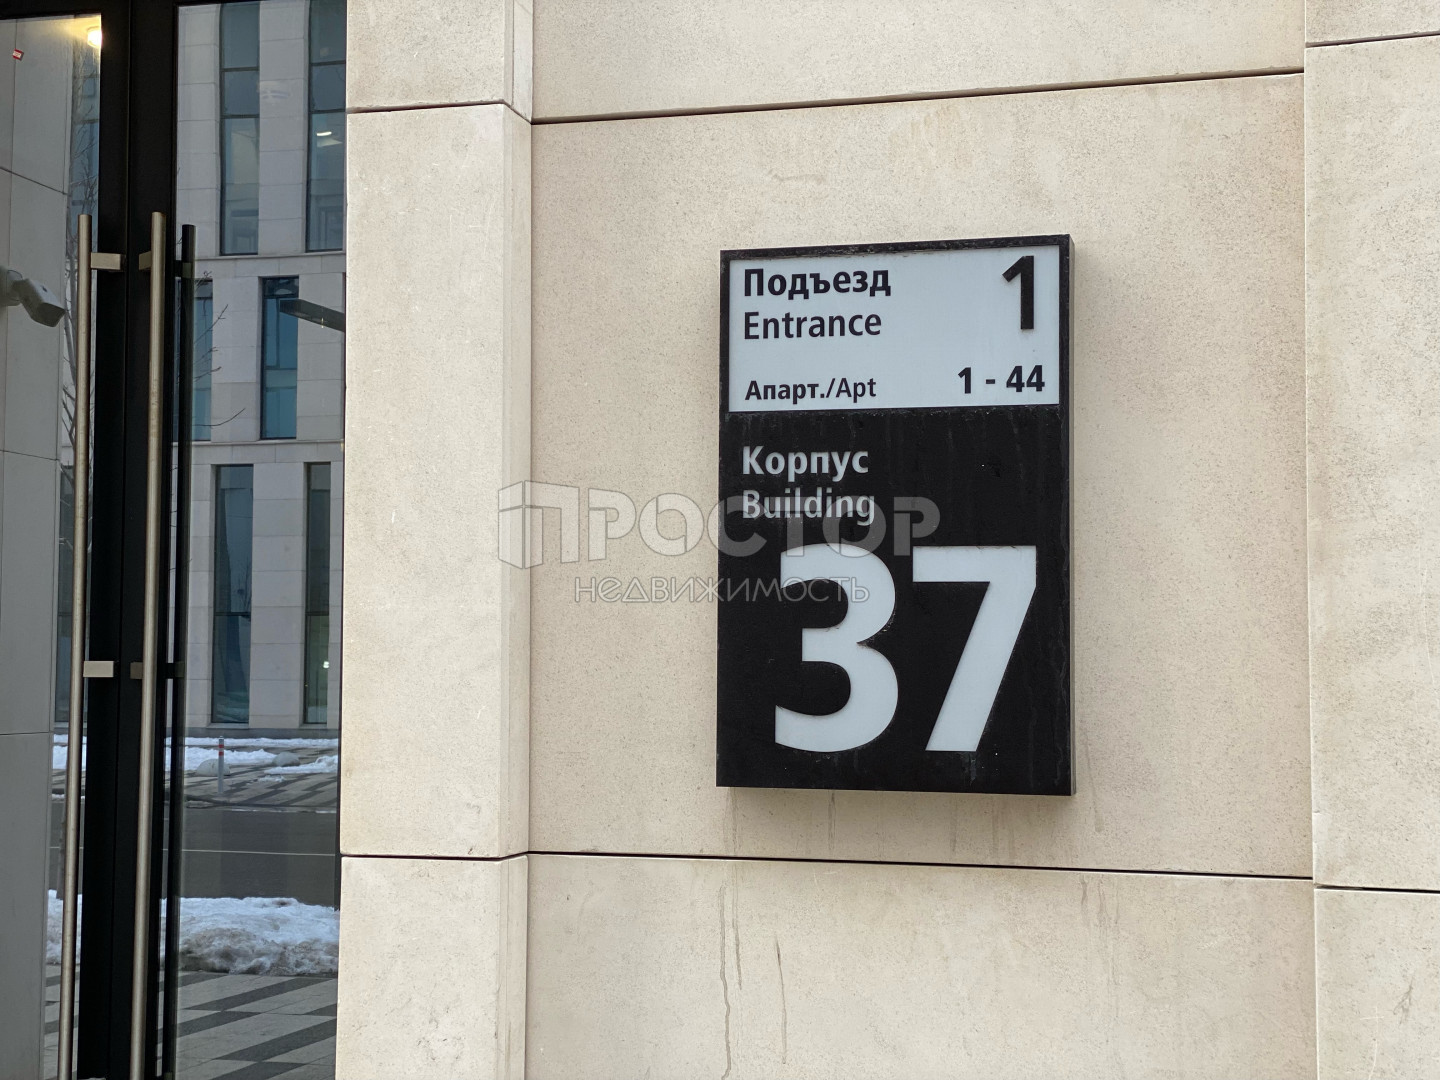 Подъезд 1
Entrance
Апарт./Apt 1 - 44
Корпус
Building
ПРОСТОР
НЕДВИЖИМОСТЬ
37